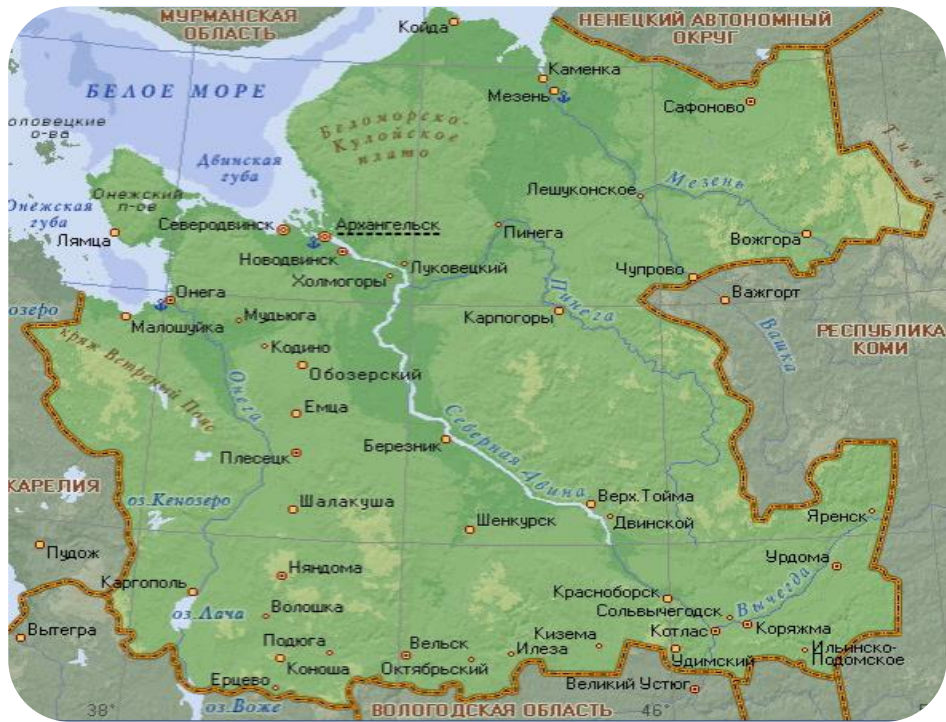 МУРМАНСКАЯ
ОБЛАСТЬ
Койда
НЕНЕЦКИЙ АВТОНОМНЫЙ
ОКРУГ
БЕЛОЕ МОРЕ
Каменка
Мезень
Сафоново
Беломорско-
Кулойское
плато
оловецкие
о-ва
Двинская
губа
Тиман
Онежский
п-ов
Лешуконское
Мезень
Онежская
губа
Лямца
Северодвинск
Архангельск
Пинега
Вожгора
Новодвинск
Холмогоры
Луковецкий
Чупрово
Онега
Важгорт
озеро
Малошуйка
Мудьюга
Карпогоры
Пинега
Вашка
РЕСПУБЛИКА
КОМИ
кряж Ветреный Пояс
Кодино
Обозерский
Онега
Емца
Березник
Северная Двина
Плесецк
КАРЕЛИЯ
оз.Кенозеро
Шалакуша
Верх.Тойма
Двинской
Шенкурск
Яренск
Пудож
Урдома
Няндома
Каргополь
Красноборск
оз.Лача
Волошка
Сольвычегодск
Вычегда
Вытегра
Котлас
Коряжма
Подюга
Вельск
Кизема
Илеза
Удимский
Ильинско-
Подомское
Коноша
Октябрьский
Ерцево
Великий Устюг
оз.Воже
ВОЛОГОДСКАЯ ОБЛАСТЬ
38°
46°